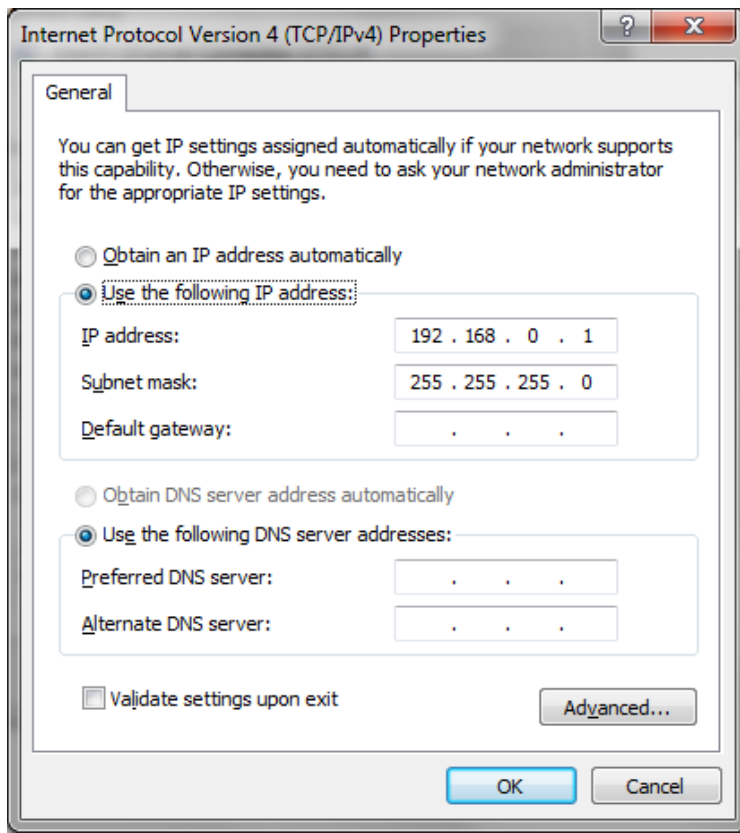 Internet Protocol Version 4 (TCP/IPv4) Properties
?
X
General
You can get IP settings assigned automatically if your network supports
this capability. Otherwise, you need to ask your network administrator
for the appropriate IP settings.
Obtain an IP address automatically
Use the following IP address:
IP address: 192 . 168 . 0 . 1
Subnet mask: 255 . 255 . 255 . 0
Default gateway: . . .
Obtain DNS server address automatically
Use the following DNS server addresses:
Preferred DNS server: . . .
Alternate DNS server: . . .
Validate settings upon exit
Advanced...
OK Cancel